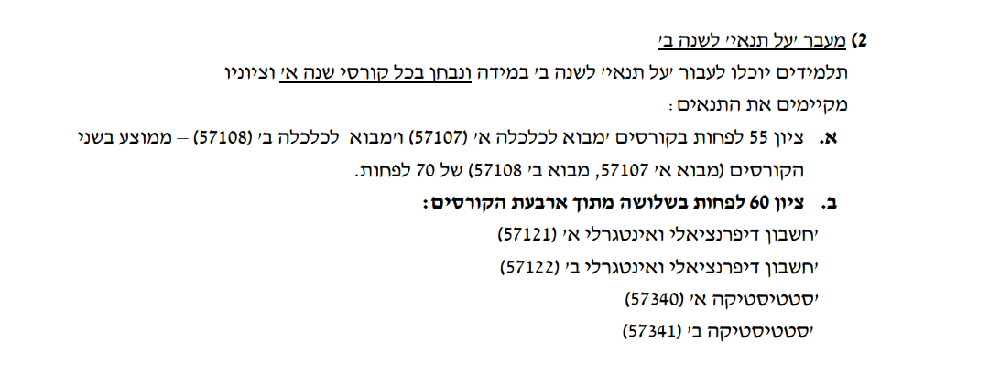 2) מעבר 'על תנאי' לשנה ב'
תלמידים יוכלו לעבור 'על תנאי' לשנה ב' במידה ונבחן בכל קורסי שנה א' וציוניו
מקיימים את התנאים:
א. ציון 55 לפחות בקורסים 'מבוא לכלכלה א' (57107) ו'מבוא לכלכלה ב' (57108) – ממוצע בשני
הקורסים (מבוא א' 57107, מבוא ב' 57108) של 70 לפחות.
ב. ציון 60 לפחות בשלושה מתוך ארבעת הקורסים:
'חשבון דיפרנציאלי ואינטגרלי א' (57121)
'חשבון דיפרנציאלי ואינטגרלי ב' (57122)
'סטטיסטיקה א' (57340)
'סטטיסטיקה ב' (57341)